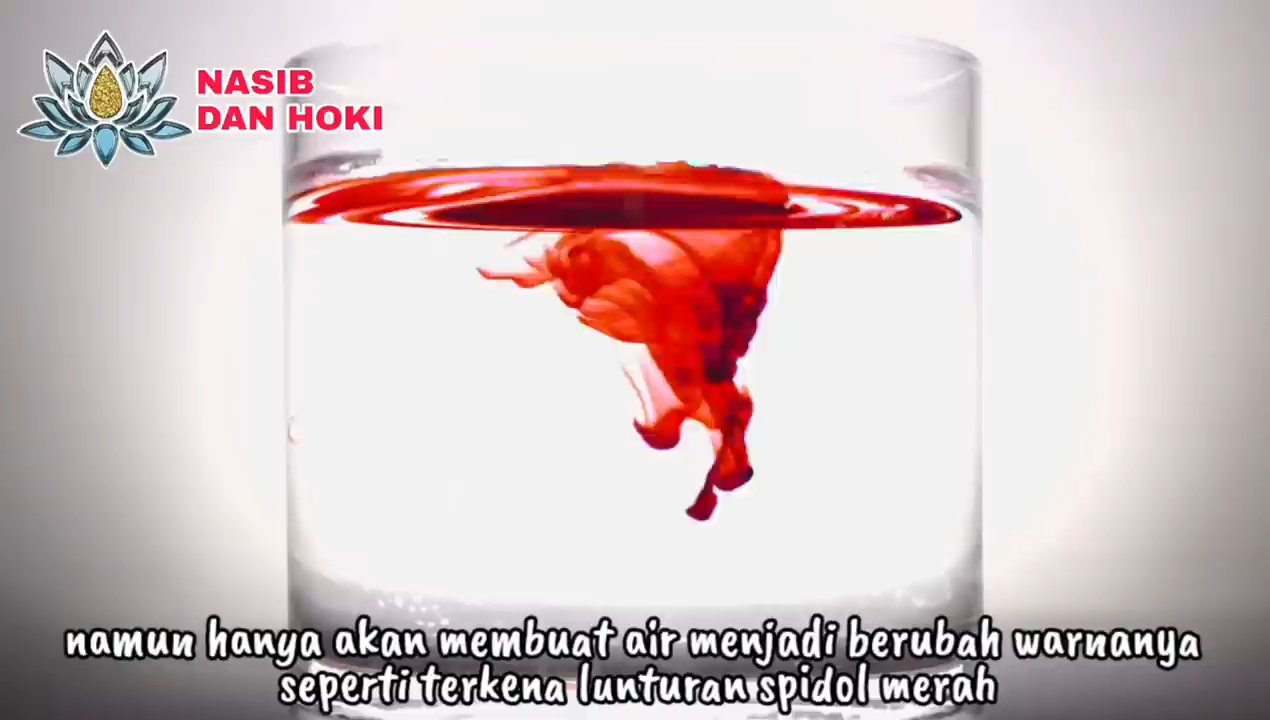 NASIB
DAN HOKI
namun hanya akan membuat air menjadi berubah warnanya
seperti terkena lunturan spidol merah